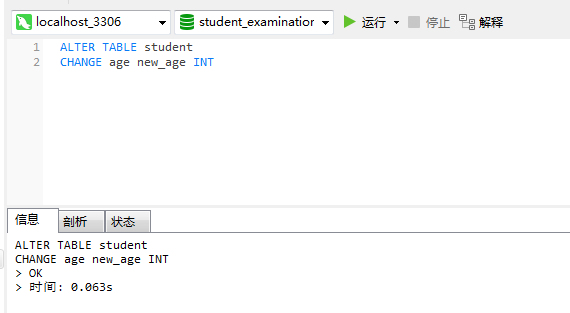 localhost_3306 student_examination 运行 停止 解释
1 ALTER TABLE student
2 CHANGE age new_age INT
信息 剖析 状态
ALTER TABLE student
CHANGE age new_age INT
> OK
> 时间: 0.063s